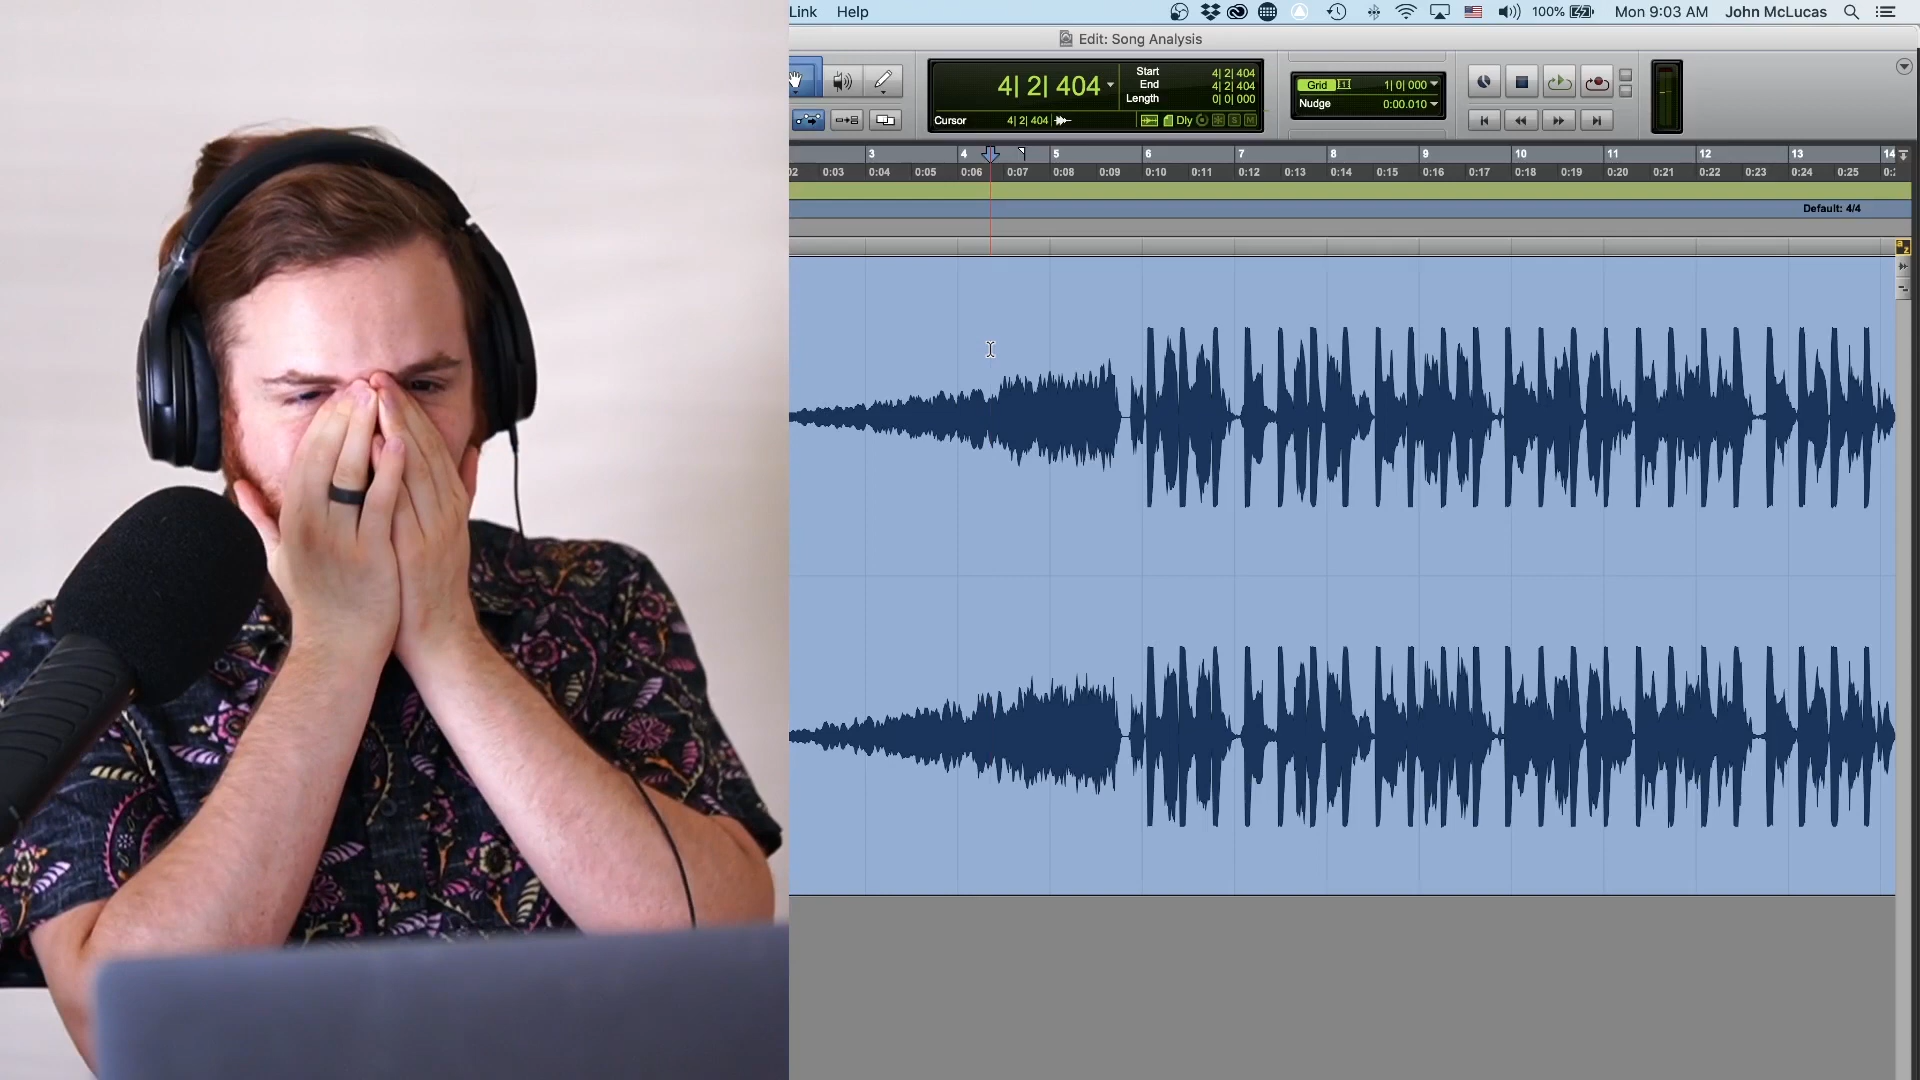 Link Help 100% Mon 9:03 AM John McLucas
Edit: Song Analysis
4| 2| 404
Start 4| 2| 404
End 4| 2| 404
Length 0| 0| 000
Cursor 4| 2| 404 Dly S M
Grid 1| 0| 000
Nudge 0:00.010
3 4 5 6 7 8 9 10 11 12 13 14
02 0:03 0:04 0:05 0:06 0:07 0:08 0:09 0:10 0:11 0:12 0:13 0:14 0:15 0:16 0:17 0:18 0:19 0:20 0:21 0:22 0:23 0:24 0:25 0:
Default: 4/4
a z